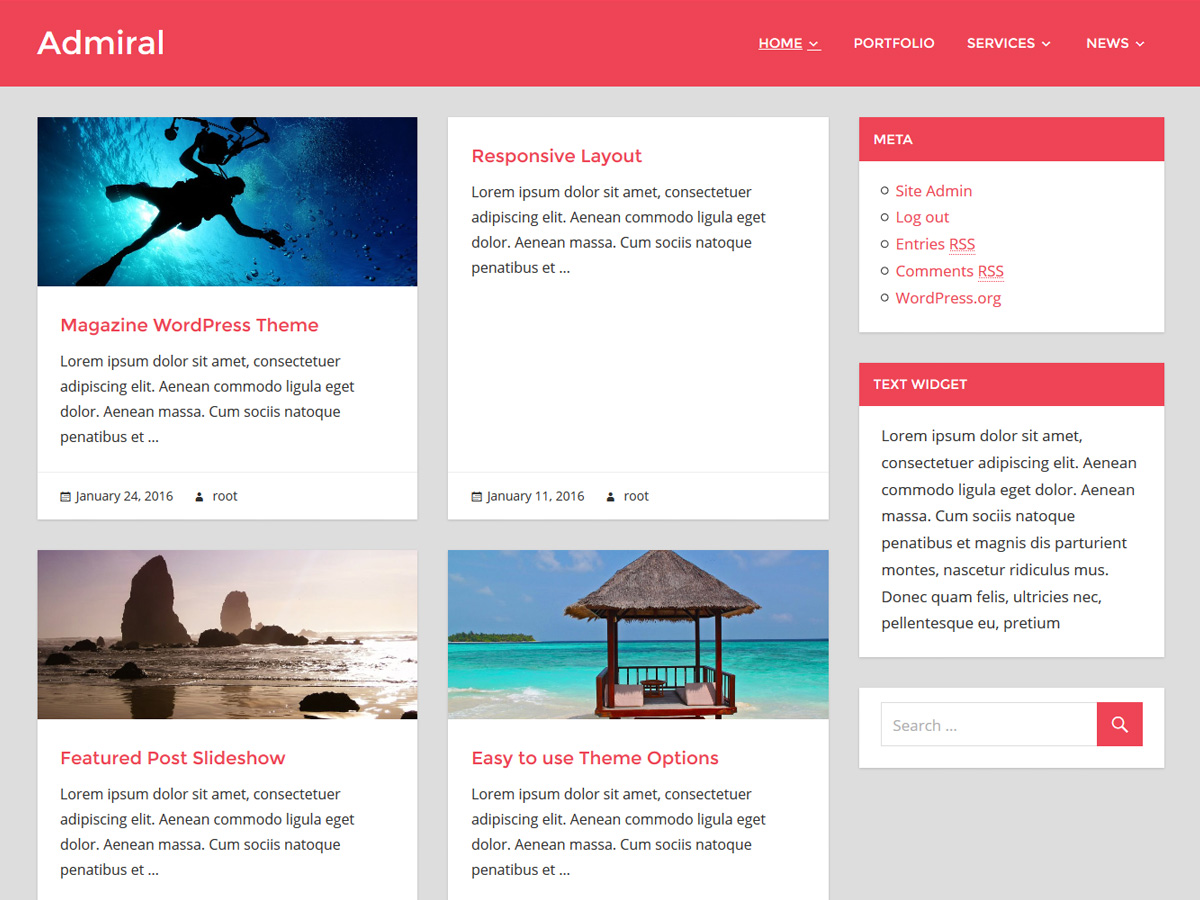 Admiral
HOME
PORTFOLIO
SERVICES
NEWS
Magazine WordPress Theme
Lorem ipsum dolor sit amet, consectetuer
adipiscing elit. Aenean commodo ligula eget
dolor. Aenean massa. Cum sociis natoque
penatibus et ...
January 24, 2016 root
Responsive Layout
Lorem ipsum dolor sit amet, consectetuer
adipiscing elit. Aenean commodo ligula eget
dolor. Aenean massa. Cum sociis natoque
penatibus et ...
January 11, 2016 root
Featured Post Slideshow
Lorem ipsum dolor sit amet, consectetuer
adipiscing elit. Aenean commodo ligula eget
dolor. Aenean massa. Cum sociis natoque
penatibus et ...
Easy to use Theme Options
Lorem ipsum dolor sit amet, consectetuer
adipiscing elit. Aenean commodo ligula eget
dolor. Aenean massa. Cum sociis natoque
penatibus et ...
META
Site Admin
Log out
Entries RSS
Comments RSS
WordPress.org
TEXT WIDGET
Lorem ipsum dolor sit amet,
consectetuer adipiscing elit. Aenean
commodo ligula eget dolor. Aenean
massa. Cum sociis natoque
penatibus et magnis dis parturient
montes, nascetur ridiculus mus.
Donec quam felis, ultricies nec,
pellentesque eu, pretium
Search ...